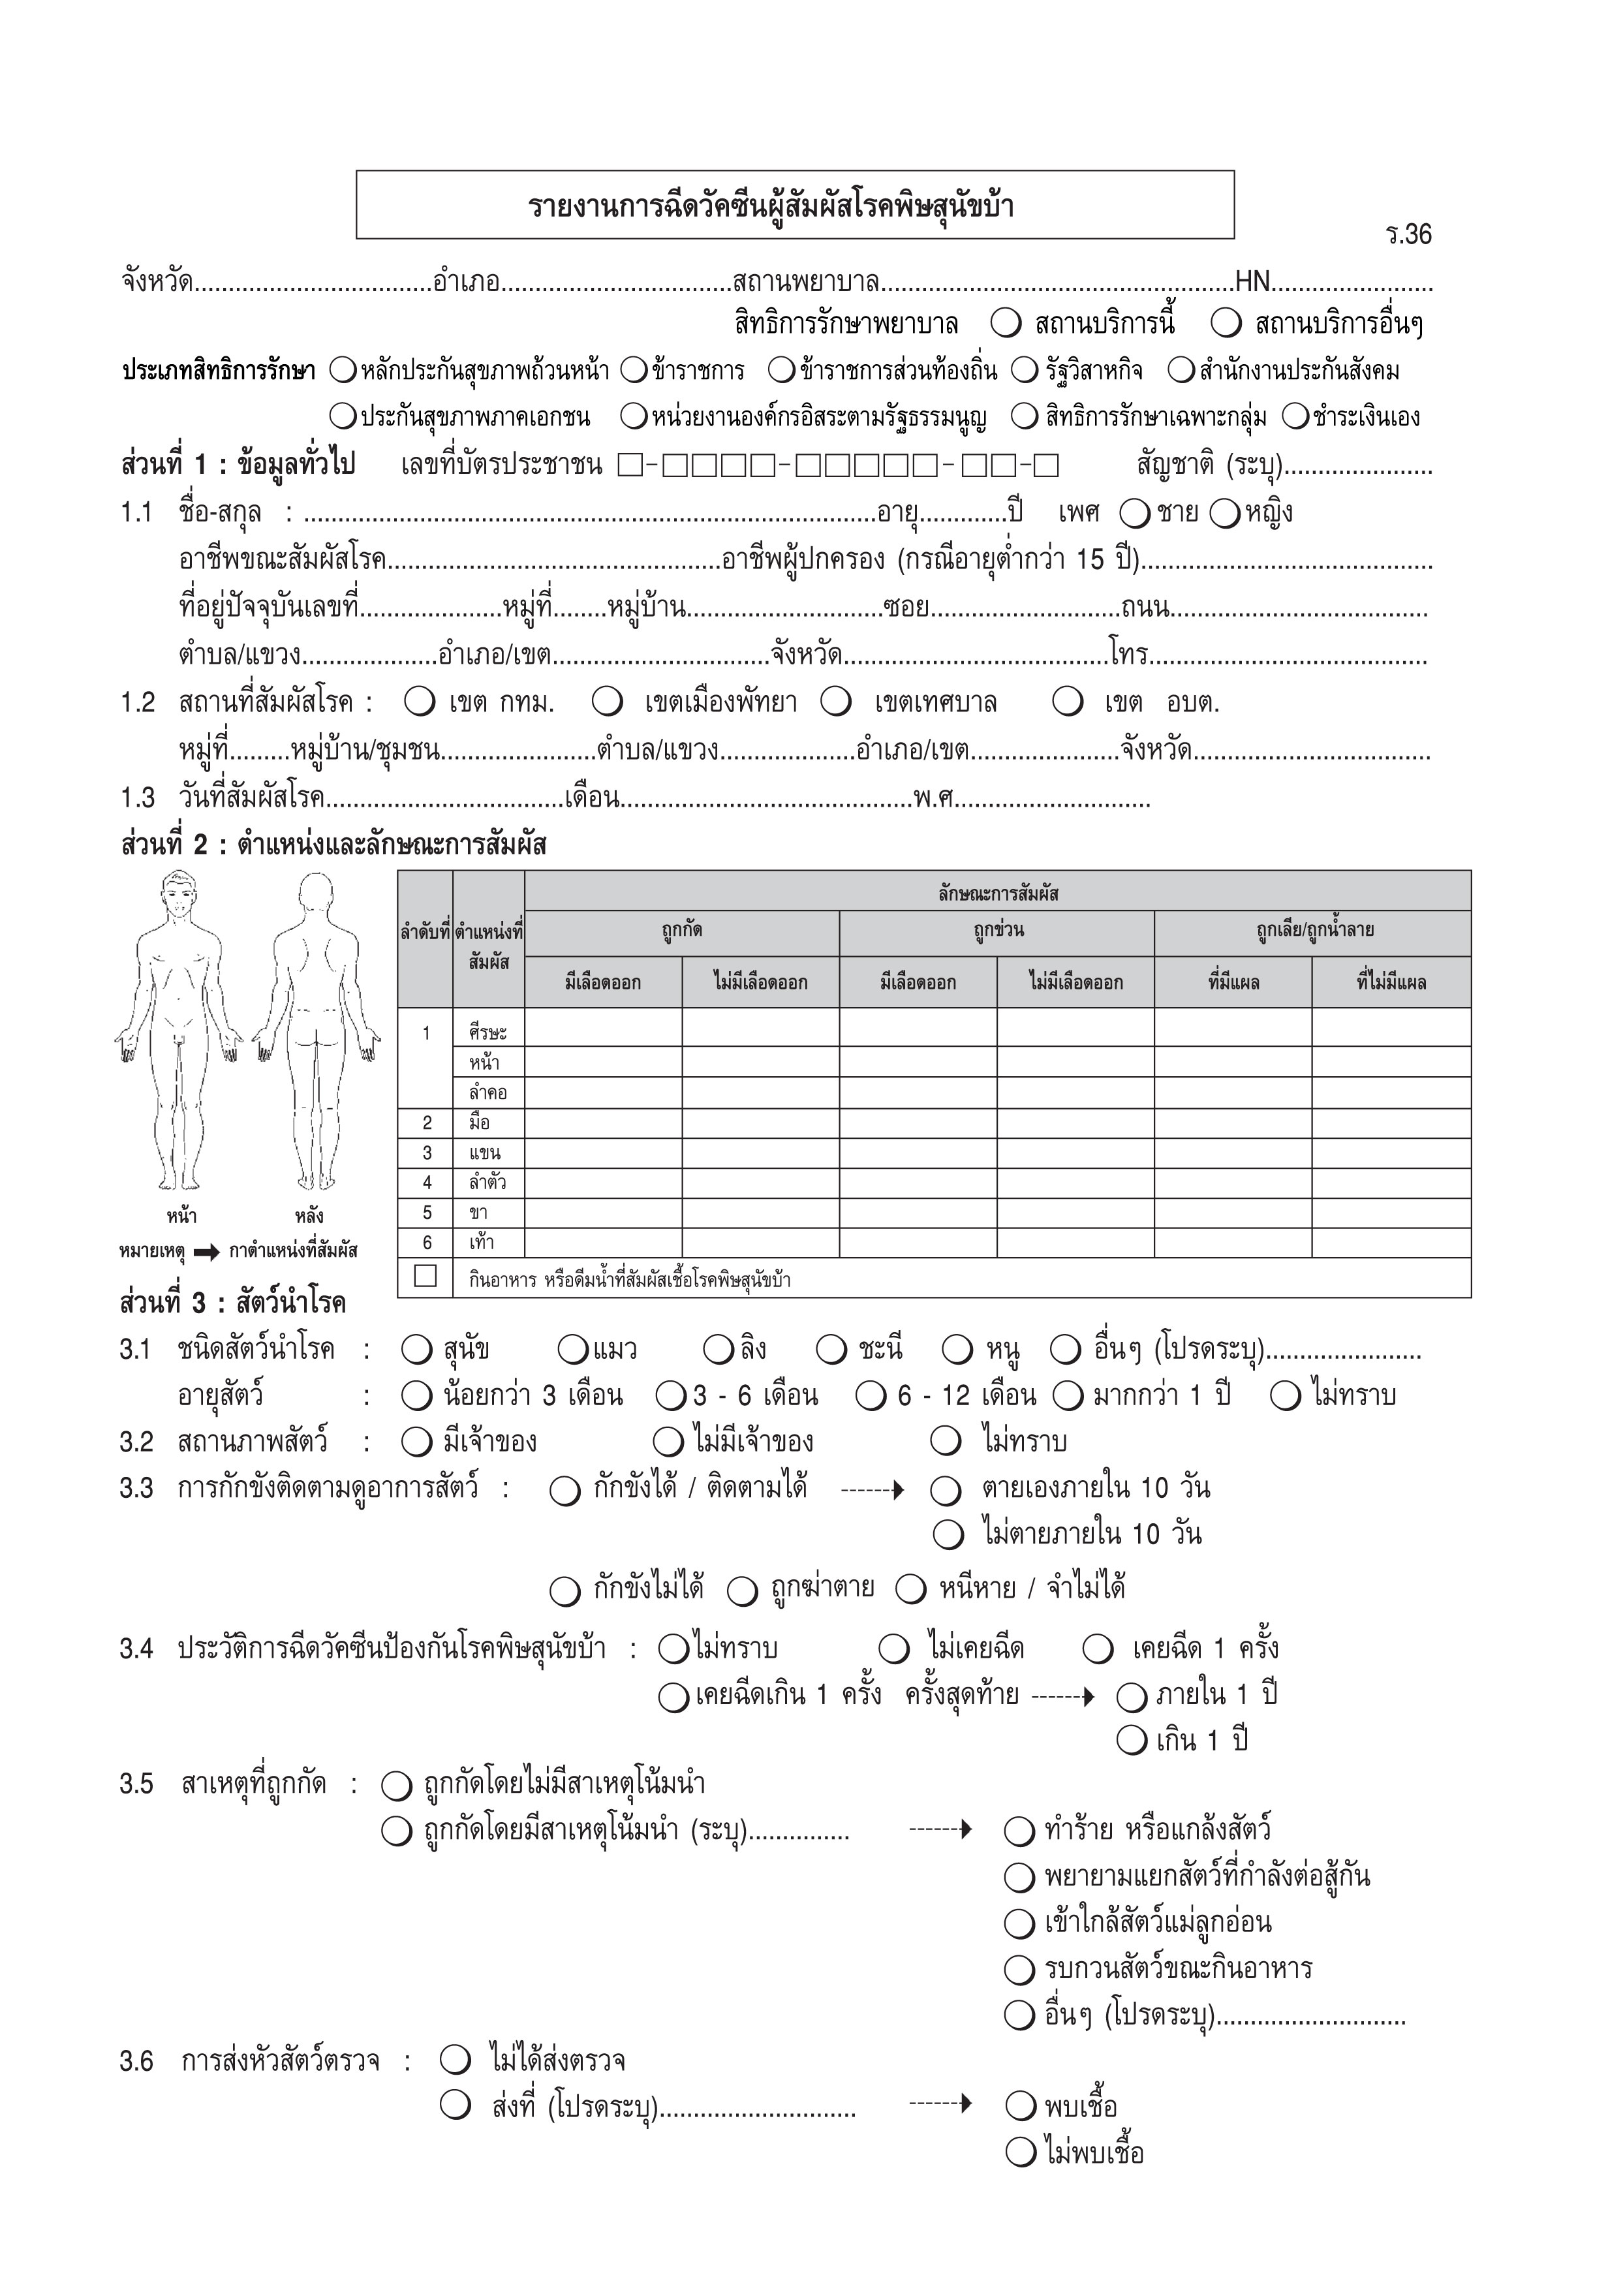 รายงานการฉีดวัคซีนผู้สัมผัสโรคพิษสุนัขบ้า
ร.36
จังหวัด...................................อำเภอ..................................สถานพยาบาล....................................................HN........................
สิทธิการรักษาพยาบาล ○ สถานบริการนี้ ○ สถานบริการอื่นๆ
ประเภทสิทธิการรักษา ○ หลักประกันสุขภาพถ้วนหน้า ○ ข้าราชการ ○ ข้าราชการส่วนท้องถิ่น ○ รัฐวิสาหกิจ ○ สำนักงานประกันสังคม
○ ประกันสุขภาพภาคเอกชน ○ หน่วยงานองค์กรอิสระตามรัฐธรรมนูญ ○ สิทธิการรักษาเฉพาะกลุ่ม ○ ชำระเงินเอง
ส่วนที่ 1 : ข้อมูลทั่วไป เลขที่บัตรประชาชน □-□□□□-□□□□□-□□-□ สัญชาติ (ระบุ)......................
1.1 ชื่อ-สกุล : ....................................................................................อายุ.............ปี เพศ ○ ชาย ○ หญิง
อาชีพขณะสัมผัสโรค.................................................อาชีพผู้ปกครอง (กรณีอายุต่ำกว่า 15 ปี)...........................................
ที่อยู่ปัจจุบันเลขที่.....................หมู่ที่........หมู่บ้าน.............................ซอย............................ถนน......................................
ตำบล/แขวง....................อำเภอ/เขต................................จังหวัด.......................................โทร.........................................
1.2 สถานที่สัมผัสโรค : ○ เขต กทม. ○ เขตเมืองพัทยา ○ เขตเทศบาล ○ เขต อบต.
หมู่ที่.........หมู่บ้าน/ชุมชน.......................ตำบล/แขวง....................อำเภอ/เขต......................จังหวัด...................................
1.3 วันที่สัมผัสโรค...................................เดือน...........................................พ.ศ.............................
ส่วนที่ 2 : ตำแหน่งและลักษณะการสัมผัส
ลำดับที่ ตำแหน่งที่สัมผัส ลักษณะการสัมผัส
ถูกกัด ถูกข่วน ถูกเลีย/ถูกน้ำลาย
มีเลือดออก ไม่มีเลือดออก มีเลือดออก ไม่มีเลือดออก ที่มีแผล ที่ไม่มีแผล
1 ศีรษะ
หน้า
ลำคอ
2 มือ
3 แขน
4 ลำตัว
5 ขา
6 เท้า
□ กินอาหาร หรือดื่มน้ำที่สัมผัสเชื้อโรคพิษสุนัขบ้า
หน้า หลัง
หมายเหตุ ➡ กาตำแหน่งที่สัมผัส
ส่วนที่ 3 : สัตว์นำโรค
3.1 ชนิดสัตว์นำโรค : ○ สุนัข ○ แมว ○ ลิง ○ ชะนี ○ หนู ○ อื่นๆ (โปรดระบุ).......................
อายุสัตว์ : ○ น้อยกว่า 3 เดือน ○ 3 - 6 เดือน ○ 6 - 12 เดือน ○ มากกว่า 1 ปี ○ ไม่ทราบ
3.2 สถานภาพสัตว์ : ○ มีเจ้าของ ○ ไม่มีเจ้าของ ○ ไม่ทราบ
3.3 การกักขังติดตามดูอาการสัตว์ : ○ กักขังได้ / ติดตามได้ ------▶ ○ ตายเองภายใน 10 วัน
○ ไม่ตายภายใน 10 วัน
○ กักขังไม่ได้ ○ ถูกฆ่าตาย ○ หนีหาย / จำไม่ได้
3.4 ประวัติการฉีดวัคซีนป้องกันโรคพิษสุนัขบ้า : ○ ไม่ทราบ ○ ไม่เคยฉีด ○ เคยฉีด 1 ครั้ง
○ เคยฉีดเกิน 1 ครั้ง ครั้งสุดท้าย ------▶ ○ ภายใน 1 ปี
○ เกิน 1 ปี
3.5 สาเหตุที่ถูกกัด : ○ ถูกกัดโดยไม่มีสาเหตุโน้มนำ
○ ถูกกัดโดยมีสาเหตุโน้มนำ (ระบุ)............... ------▶ ○ ทำร้าย หรือแกล้งสัตว์
○ พยายามแยกสัตว์ที่กำลังต่อสู้กัน
○ เข้าใกล้สัตว์แม่ลูกอ่อน
○ รบกวนสัตว์ขณะกินอาหาร
○ อื่นๆ (โปรดระบุ)............................
3.6 การส่งหัวสัตว์ตรวจ : ○ ไม่ได้ส่งตรวจ
○ ส่งที่ (โปรดระบุ)............................. ------▶ ○ พบเชื้อ
○ ไม่พบเชื้อ